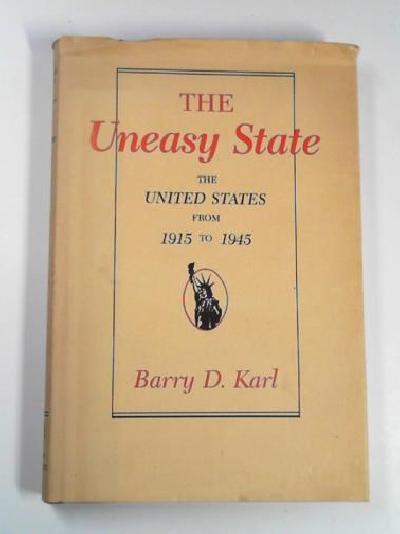 THE
Uneasy State
THE
UNITED STATES
FROM
1915 TO 1945
Barry D. Karl